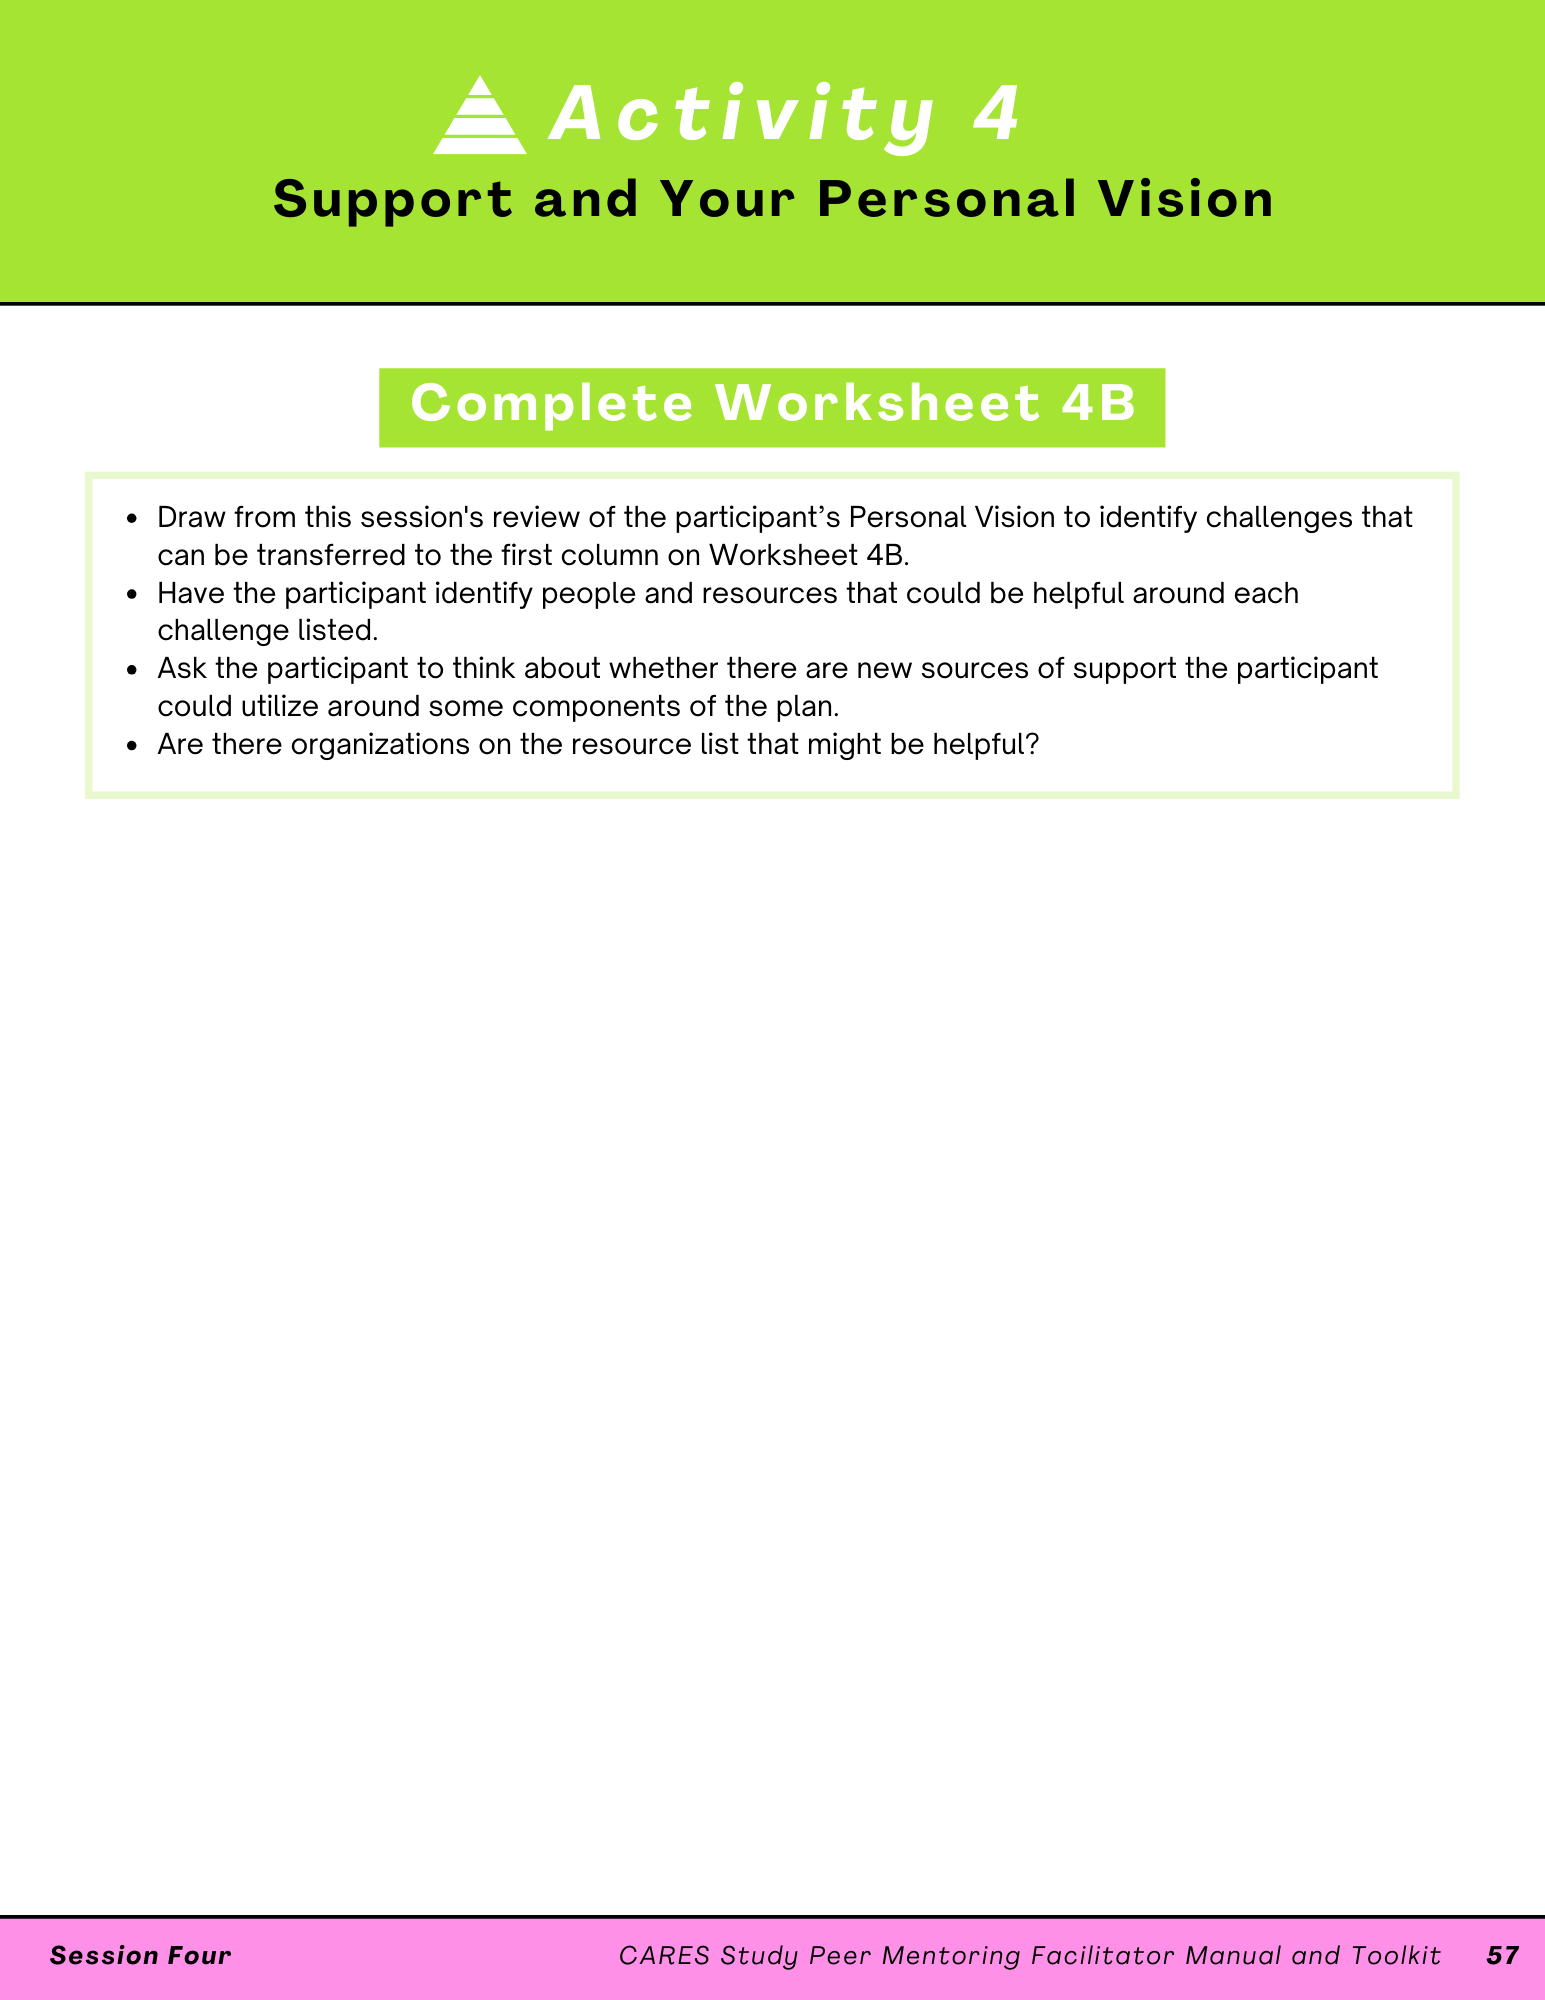 Activity 4
Support and Your Personal Vision
Complete Worksheet 4B
• Draw from this session's review of the participant’s Personal Vision to identify challenges that
can be transferred to the first column on Worksheet 4B.
• Have the participant identify people and resources that could be helpful around each
challenge listed.
• Ask the participant to think about whether there are new sources of support the participant
could utilize around some components of the plan.
• Are there organizations on the resource list that might be helpful?
Session Four CARES Study Peer Mentoring Facilitator Manual and Toolkit 57